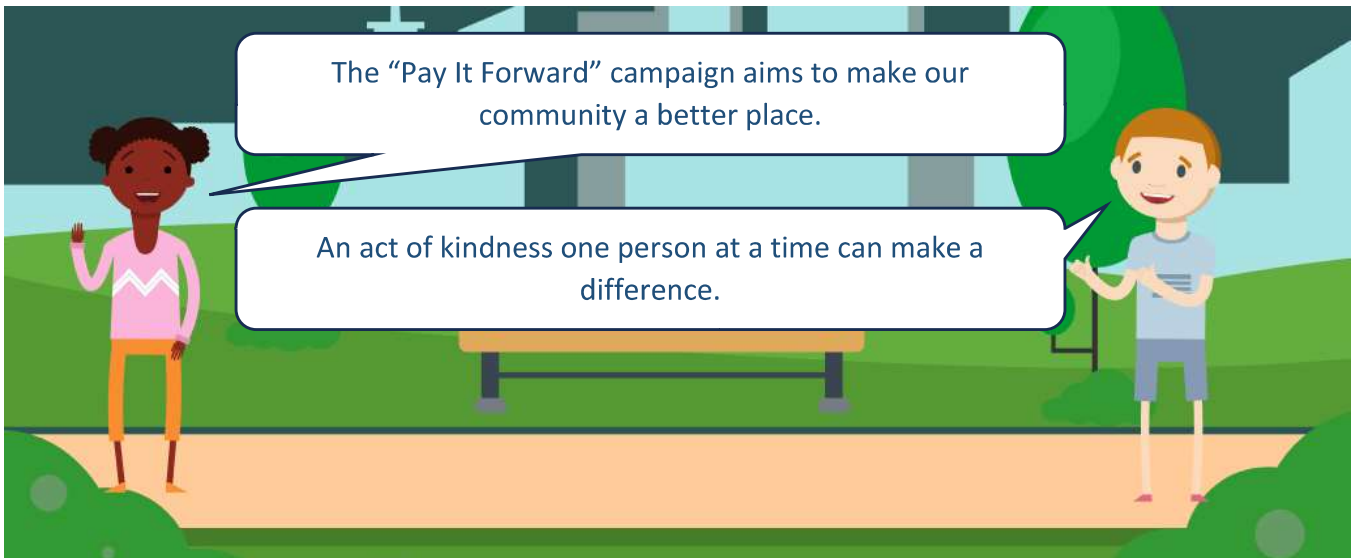 The “Pay It Forward” campaign aims to make our
community a better place.
An act of kindness one person at a time can make a
difference.